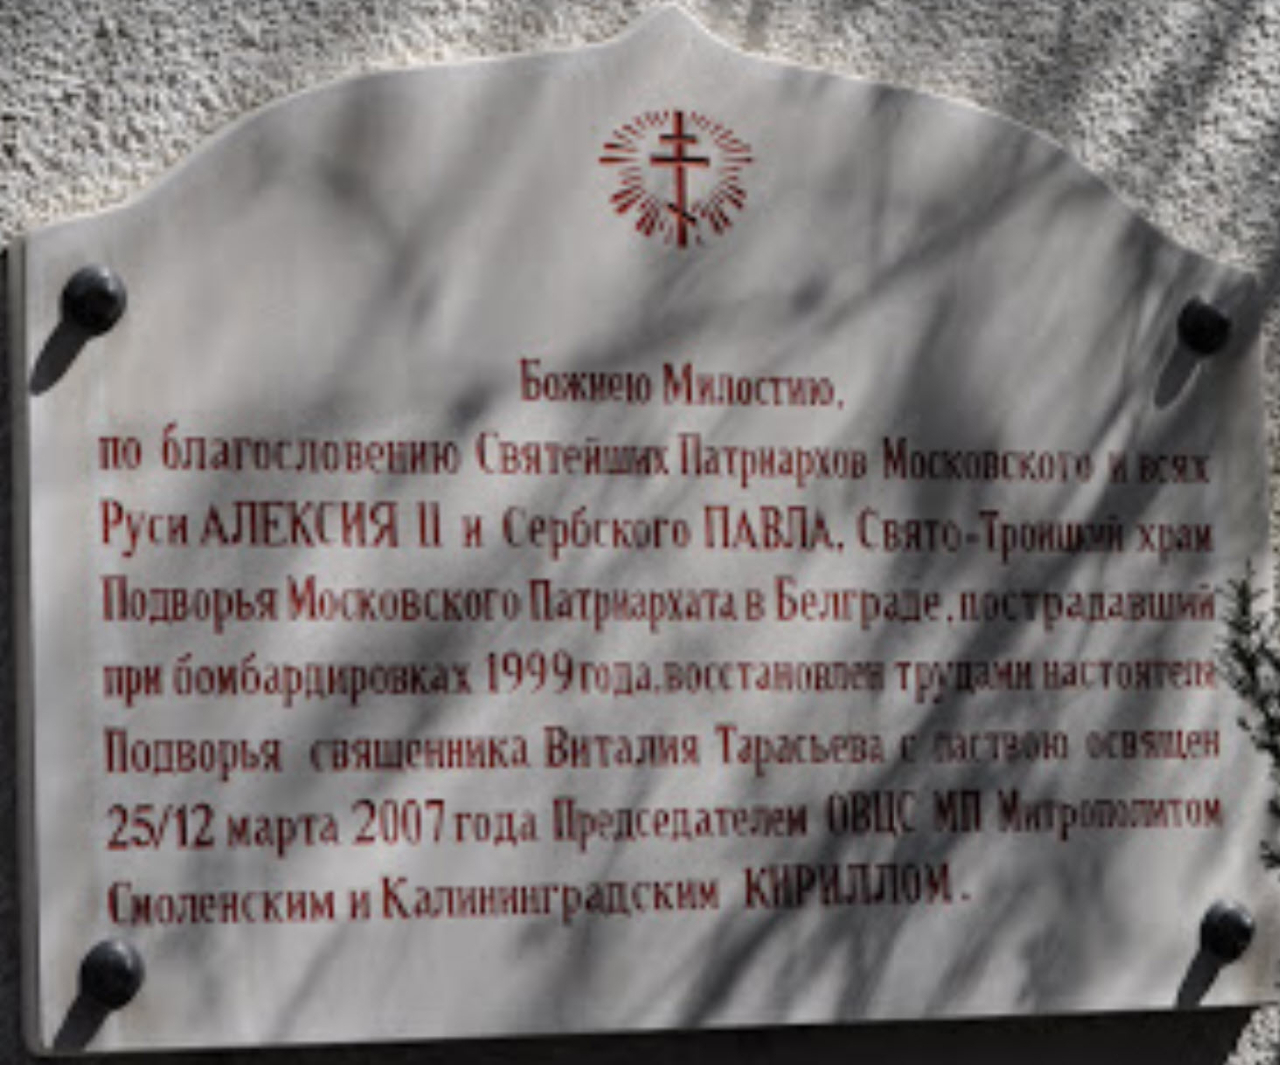 Божиею Милостию,
по благословению Святейших Патриархов Московского и всях
Руси АЛЕКСИЯ II и Сербского ПАВЛА, Свято-Троицкий храм
Подворья Московского Патриархата в Белграде, пострадавший
при бомбардировках 1999 года, восстановлен трудами настоятеля
Подворья священника Виталия Тарасьева с паствою освящен
25/12 марта 2007 года Председателем ОВЦС МП Митрополитом
Смоленским и Калининградским КИРИЛЛОМ.